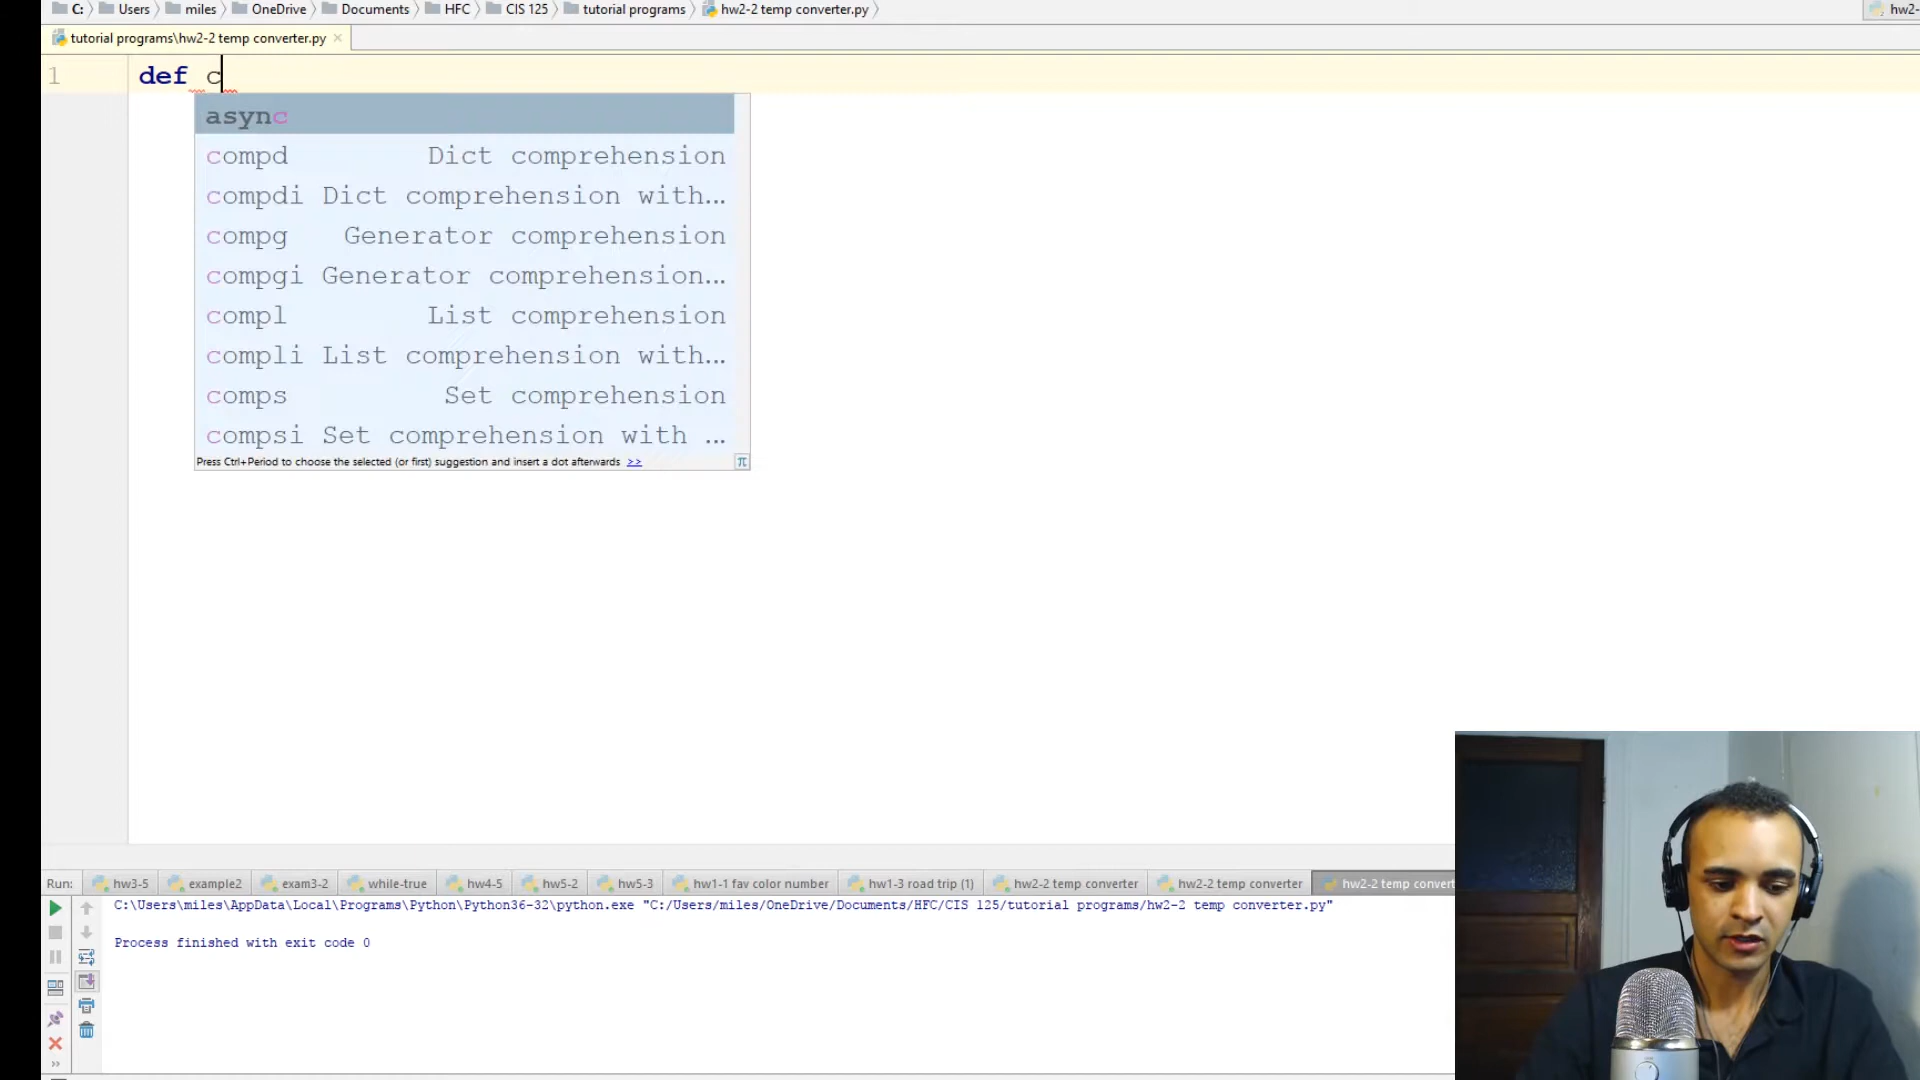 C: Users miles OneDrive Documents HFC CIS 125 tutorial programs hw2-2 temp converter.py hw2-
tutorial programs\hw2-2 temp converter.py
1 def c
async
compd Dict comprehension
compdi Dict comprehension with...
compg Generator comprehension
compgi Generator comprehension...
compl List comprehension
compli List comprehension with...
comps Set comprehension
compsi Set comprehension with ...
Press Ctrl+Period to choose the selected (or first) suggestion and insert a dot afterwards >> π
Run: hw3-5 example2 exam3-2 while-true hw4-5 hw5-2 hw5-3 hw1-1 fav color number hw1-3 road trip (1) hw2-2 temp converter hw2-2 temp converter hw2-2 temp convert
C:\Users\miles\AppData\Local\Programs\Python\Python36-32\python.exe "C:/Users/miles/OneDrive/Documents/HFC/CIS 125/tutorial programs/hw2-2 temp converter.py"
Process finished with exit code 0
>>